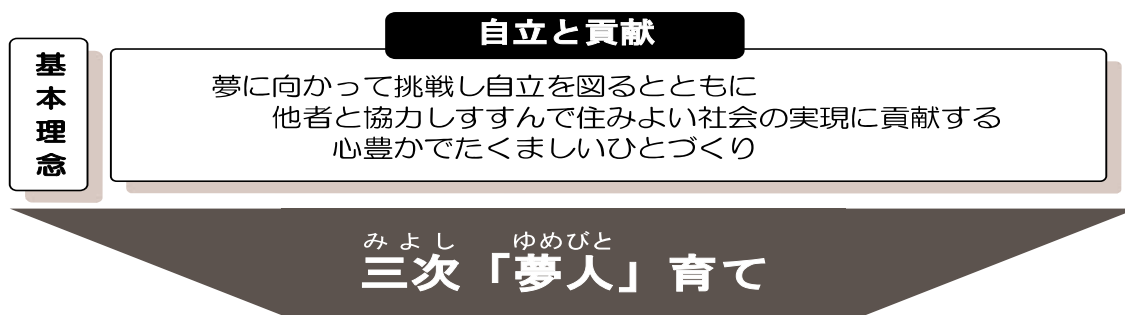 自立と貢献
基本理念
夢に向かって挑戦し自立を図るとともに
他者と協力しすすんで住みよい社会の実現に貢献する
心豊かでたくましいひとづくり
みよし ゆめびと
三次「夢人」育て